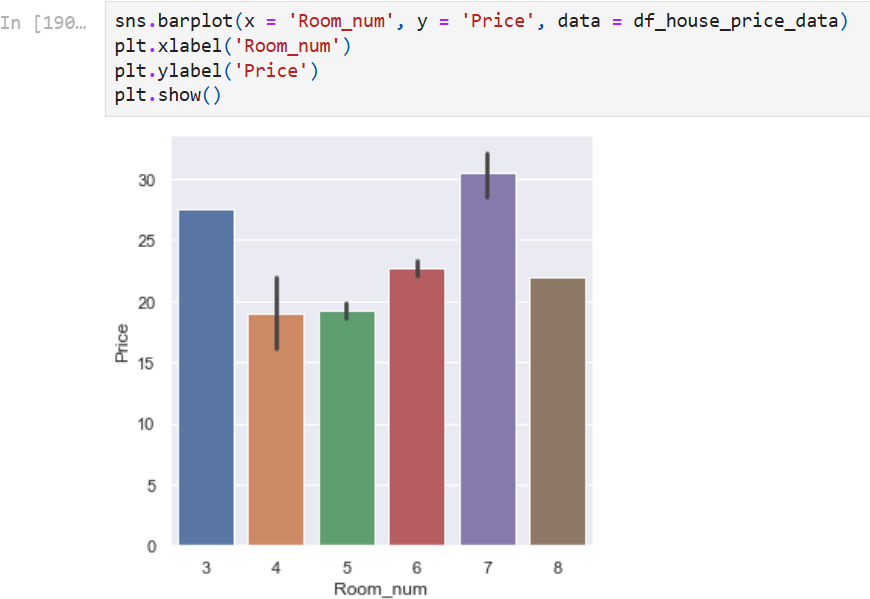 In [190… sns.barplot(x = 'Room_num', y = 'Price', data = df_house_price_data)
plt.xlabel('Room_num')
plt.ylabel('Price')
plt.show()
30
25
20
15
10
5
0
Price
3 4 5 6 7 8
Room_num